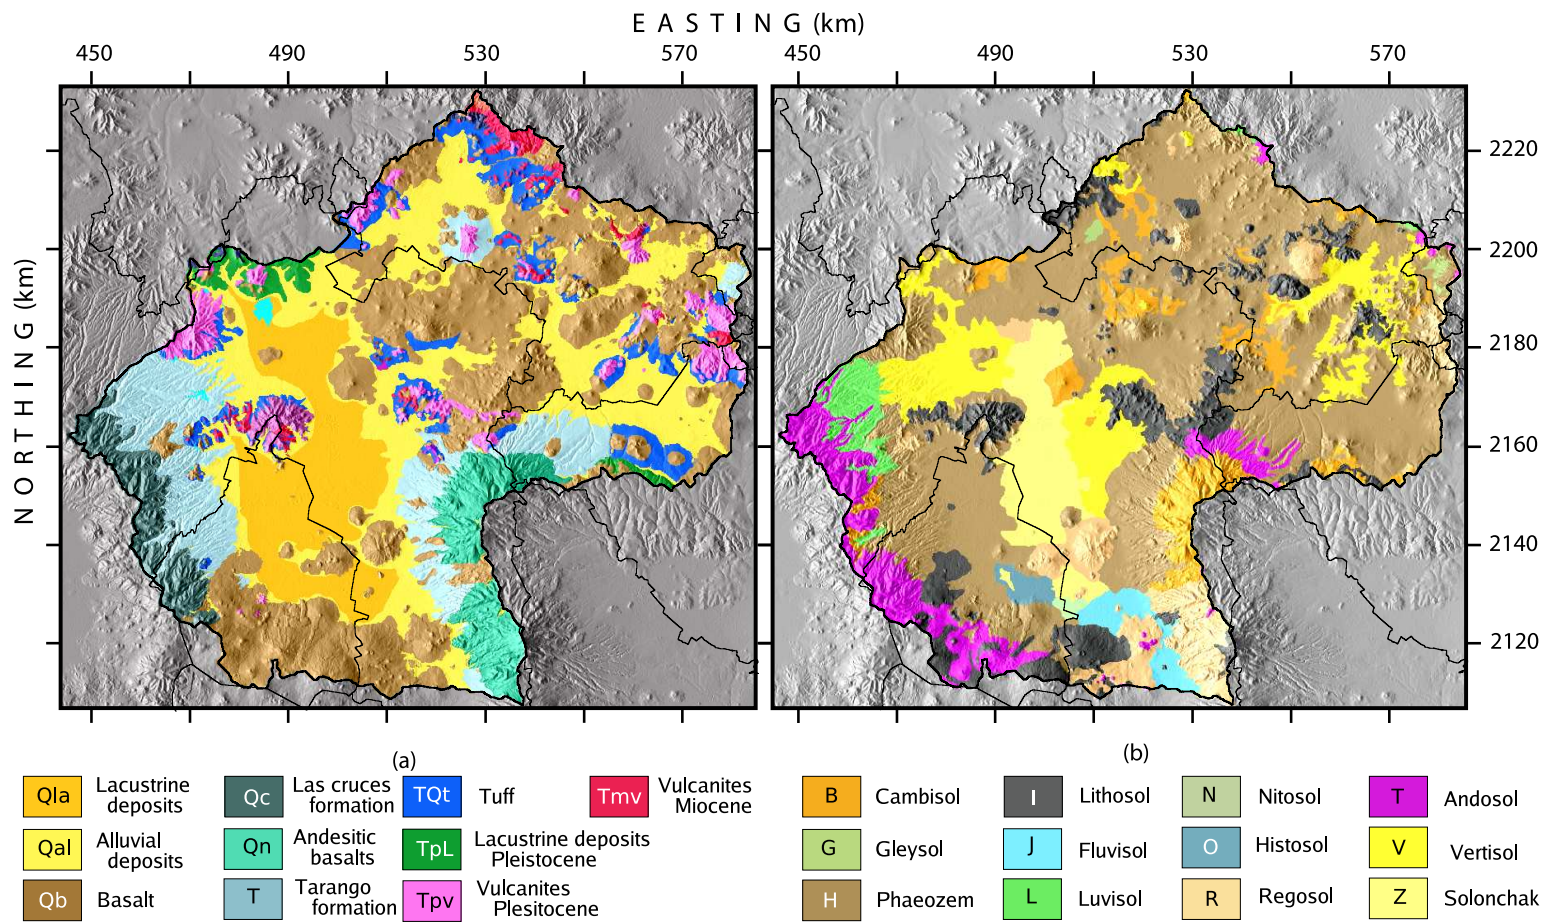 E A S T I N G (km)
450 490 530 570 450 490 530 570
NORTHING (km)
2220
2200
2180
2160
2140
2120
(a) (b)
Qla Lacustrine deposits
Qal Alluvial deposits
Qb Basalt
Qc Las cruces formation
Qn Andesitic basalts
T Tarango formation
TQt Tuff
TpL Lacustrine deposits Pleistocene
Tpv Vulcanites Plesitocene
Tmv Vulcanites Miocene
B Cambisol
G Gleysol
H Phaeozem
I Lithosol
J Fluvisol
L Luvisol
N Nitosol
O Histosol
R Regosol
T Andosol
V Vertisol
Z Solonchak